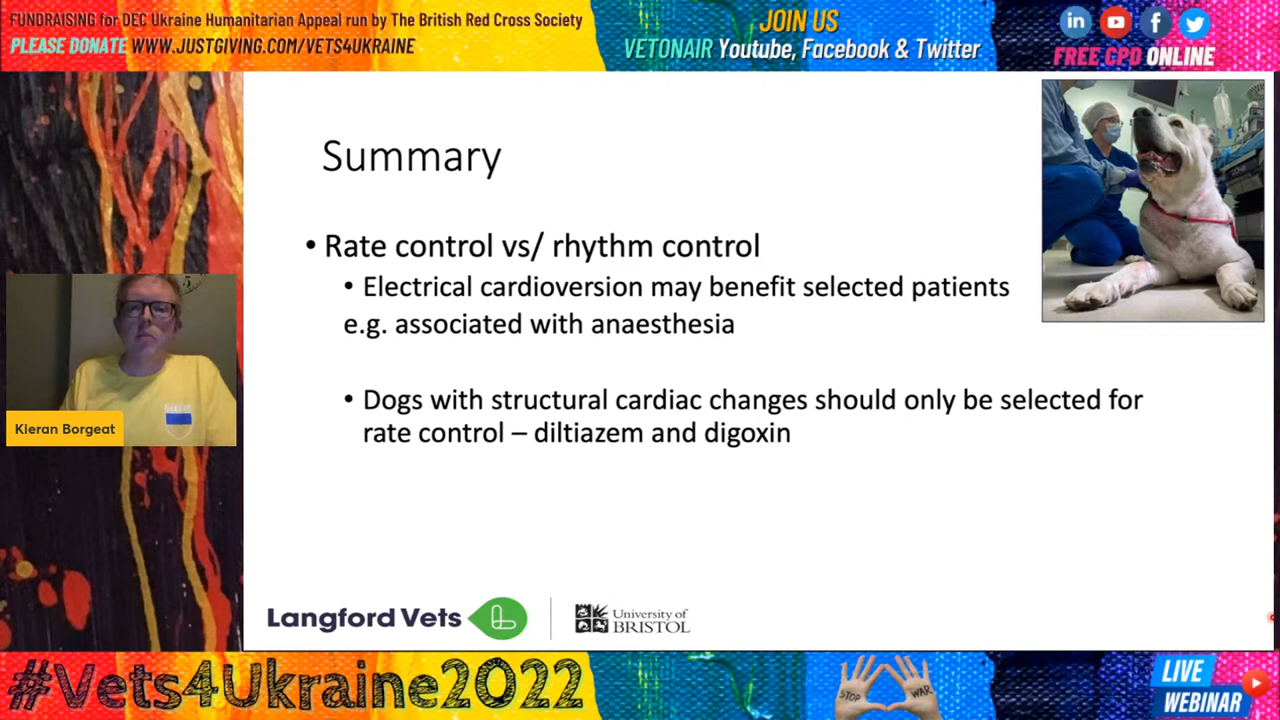 FUNDRAISING for DEC Ukraine Humanitarian Appeal run by The British Red Cross Society
PLEASE DONATE WWW.JUSTGIVING.COM/VETS4UKRAINE
JOIN US
VETONAIR Youtube, Facebook & Twitter
FREE CPD ONLINE
Summary
• Rate control vs/ rhythm control
• Electrical cardioversion may benefit selected patients
e.g. associated with anaesthesia
• Dogs with structural cardiac changes should only be selected for
rate control – diltiazem and digoxin
Kieran Borgeat
Langford Vets
University of
BRISTOL
#Vets4Ukraine2022
STOP
WAR
LIVE
WEBINAR